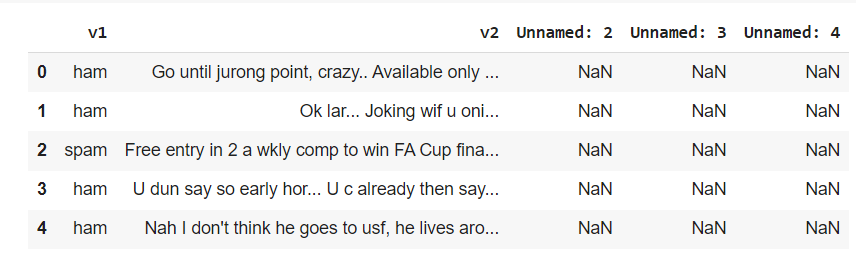 v1 v2 Unnamed: 2 Unnamed: 3 Unnamed: 4
0 ham Go until jurong point, crazy.. Available only ... NaN NaN NaN
1 ham Ok lar... Joking wif u oni... NaN NaN NaN
2 spam Free entry in 2 a wkly comp to win FA Cup fina... NaN NaN NaN
3 ham U dun say so early hor... U c already then say... NaN NaN NaN
4 ham Nah I don't think he goes to usf, he lives aro... NaN NaN NaN